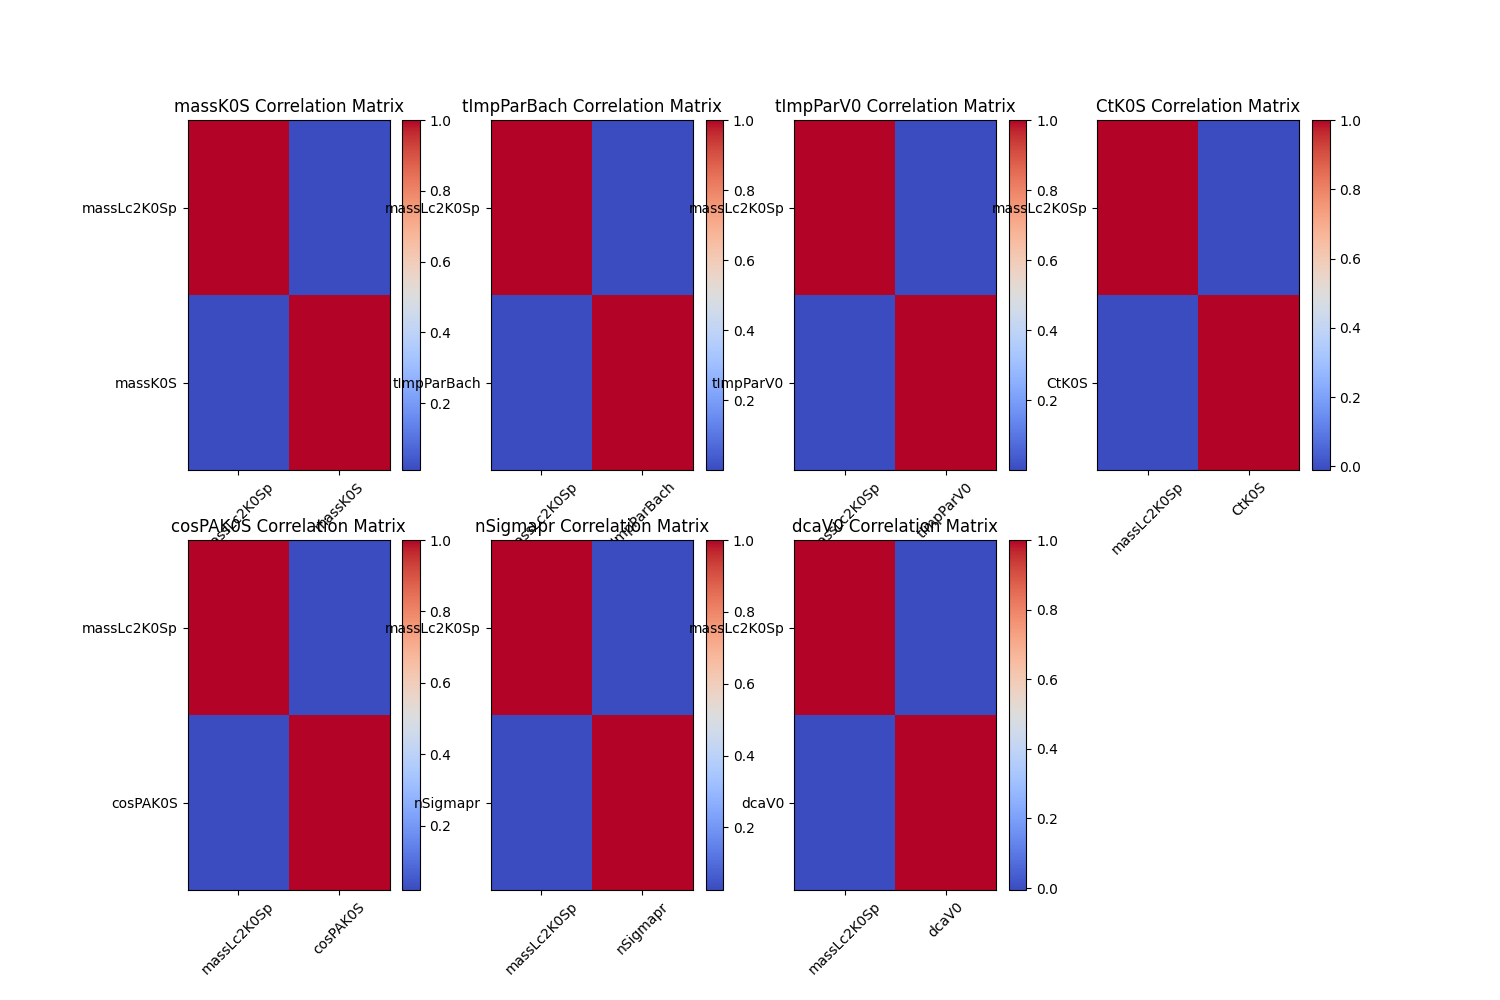 massK0S Correlation Matrix
massLc2K0Sp
massK0S
massK0S
1.0
0.8
0.6
0.4
0.2
tImpParBach Correlation Matrix
massLc2K0Sp
tImpParBach
1.0
0.8
0.6
0.4
0.2
tImpParV0 Correlation Matrix
massLc2K0Sp
tImpParV0
tImpParV0
1.0
0.8
0.6
0.4
0.2
CtK0S Correlation Matrix
massLc2K0Sp
CtK0S
massLc2K0Sp
CtK0S
1.0
0.8
0.6
0.4
0.2
0.0
cosPAK0S Correlation Matrix
massLc2K0Sp
cosPAK0S
massLc2K0Sp
cosPAK0S
1.0
0.8
0.6
0.4
0.2
nSigmapr Correlation Matrix
massLc2K0Sp
nSigmapr
massLc2K0Sp
nSigmapr
1.0
0.8
0.6
0.4
0.2
dcaV0 Correlation Matrix
massLc2K0Sp
dcaV0
massLc2K0Sp
dcaV0
1.0
0.8
0.6
0.4
0.2
0.0